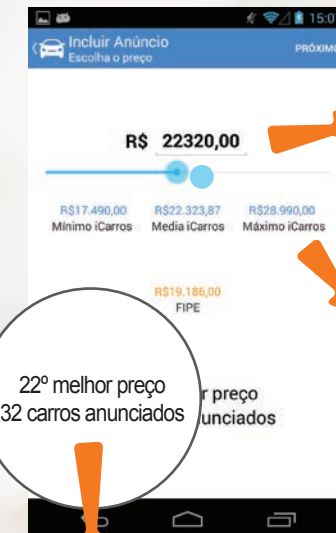 15:07
Incluir Anúncio
Escolha o preço
PRÓXIMO
R$ 22320,00
R$17.490,00 R$22.323,87 R$28.990,00
Mínimo iCarros Media iCarros Máximo iCarros
R$19.186,00
FIPE
22º melhor preço
32 carros anunciados
r preço
unciados